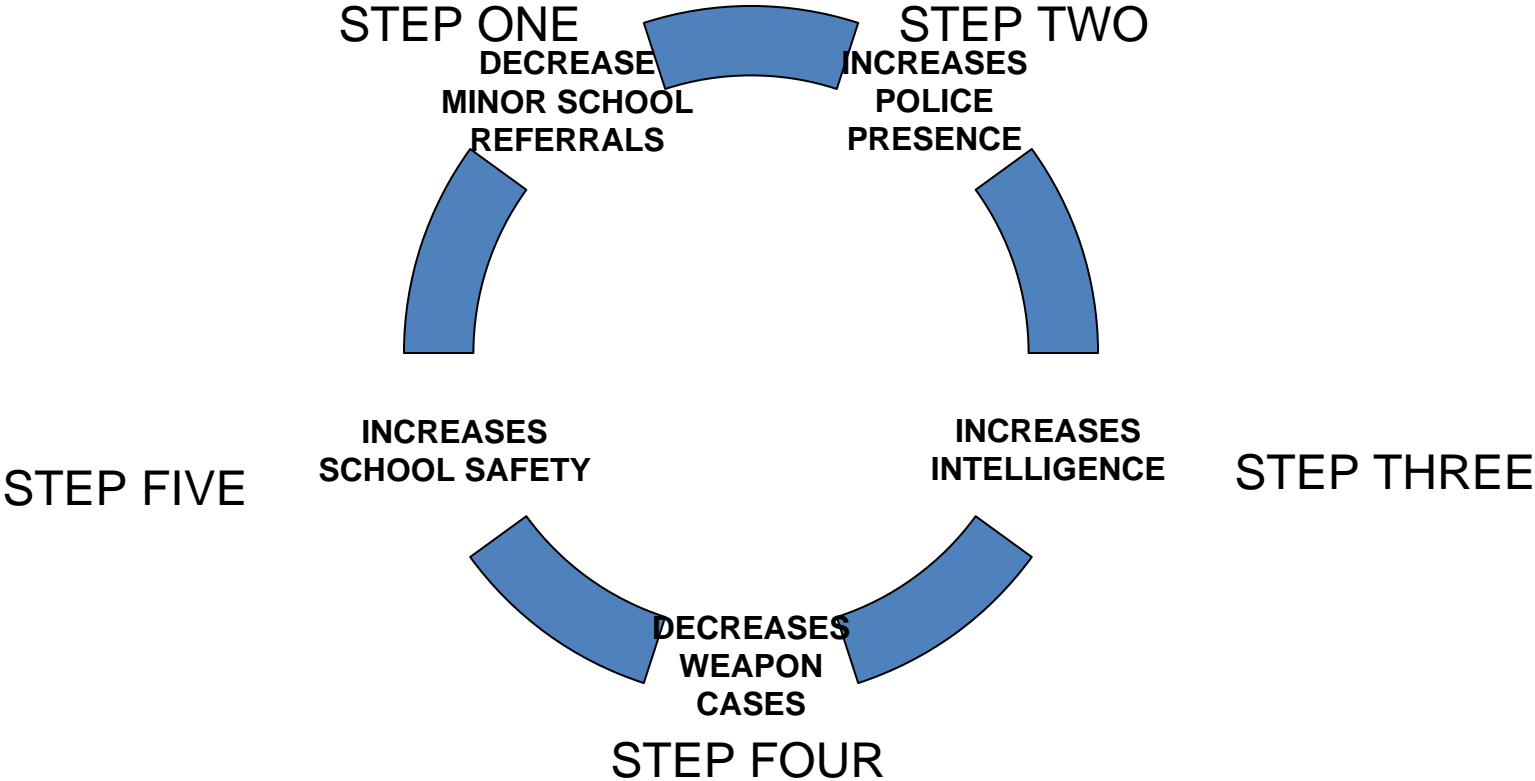 STEP ONE
DECREASE
MINOR SCHOOL
REFERRALS
STEP TWO
INCREASES
POLICE
PRESENCE
STEP THREE
INCREASES
INTELLIGENCE
DECREASES
WEAPON
CASES
STEP FOUR
STEP FIVE
INCREASES
SCHOOL SAFETY